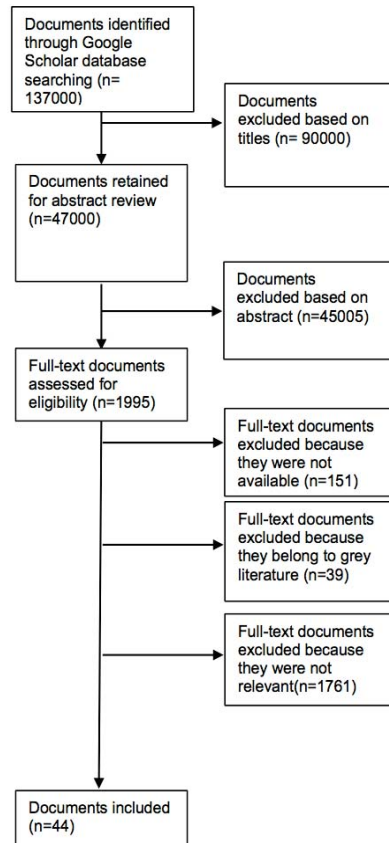 Documents identified
through Google
Scholar database
searching (n=
137000)
Documents
excluded based on
titles (n= 90000)
Documents retained
for abstract review
(n=47000)
Documents
excluded based on
abstract (n=45005)
Full-text documents
assessed for
eligibility (n=1995)
Full-text documents
excluded because
they were not
available (n=151)
Full-text documents
excluded because
they belong to grey
literature (n=39)
Full-text documents
excluded because
they were not
relevant(n=1761)
Documents included
(n=44)